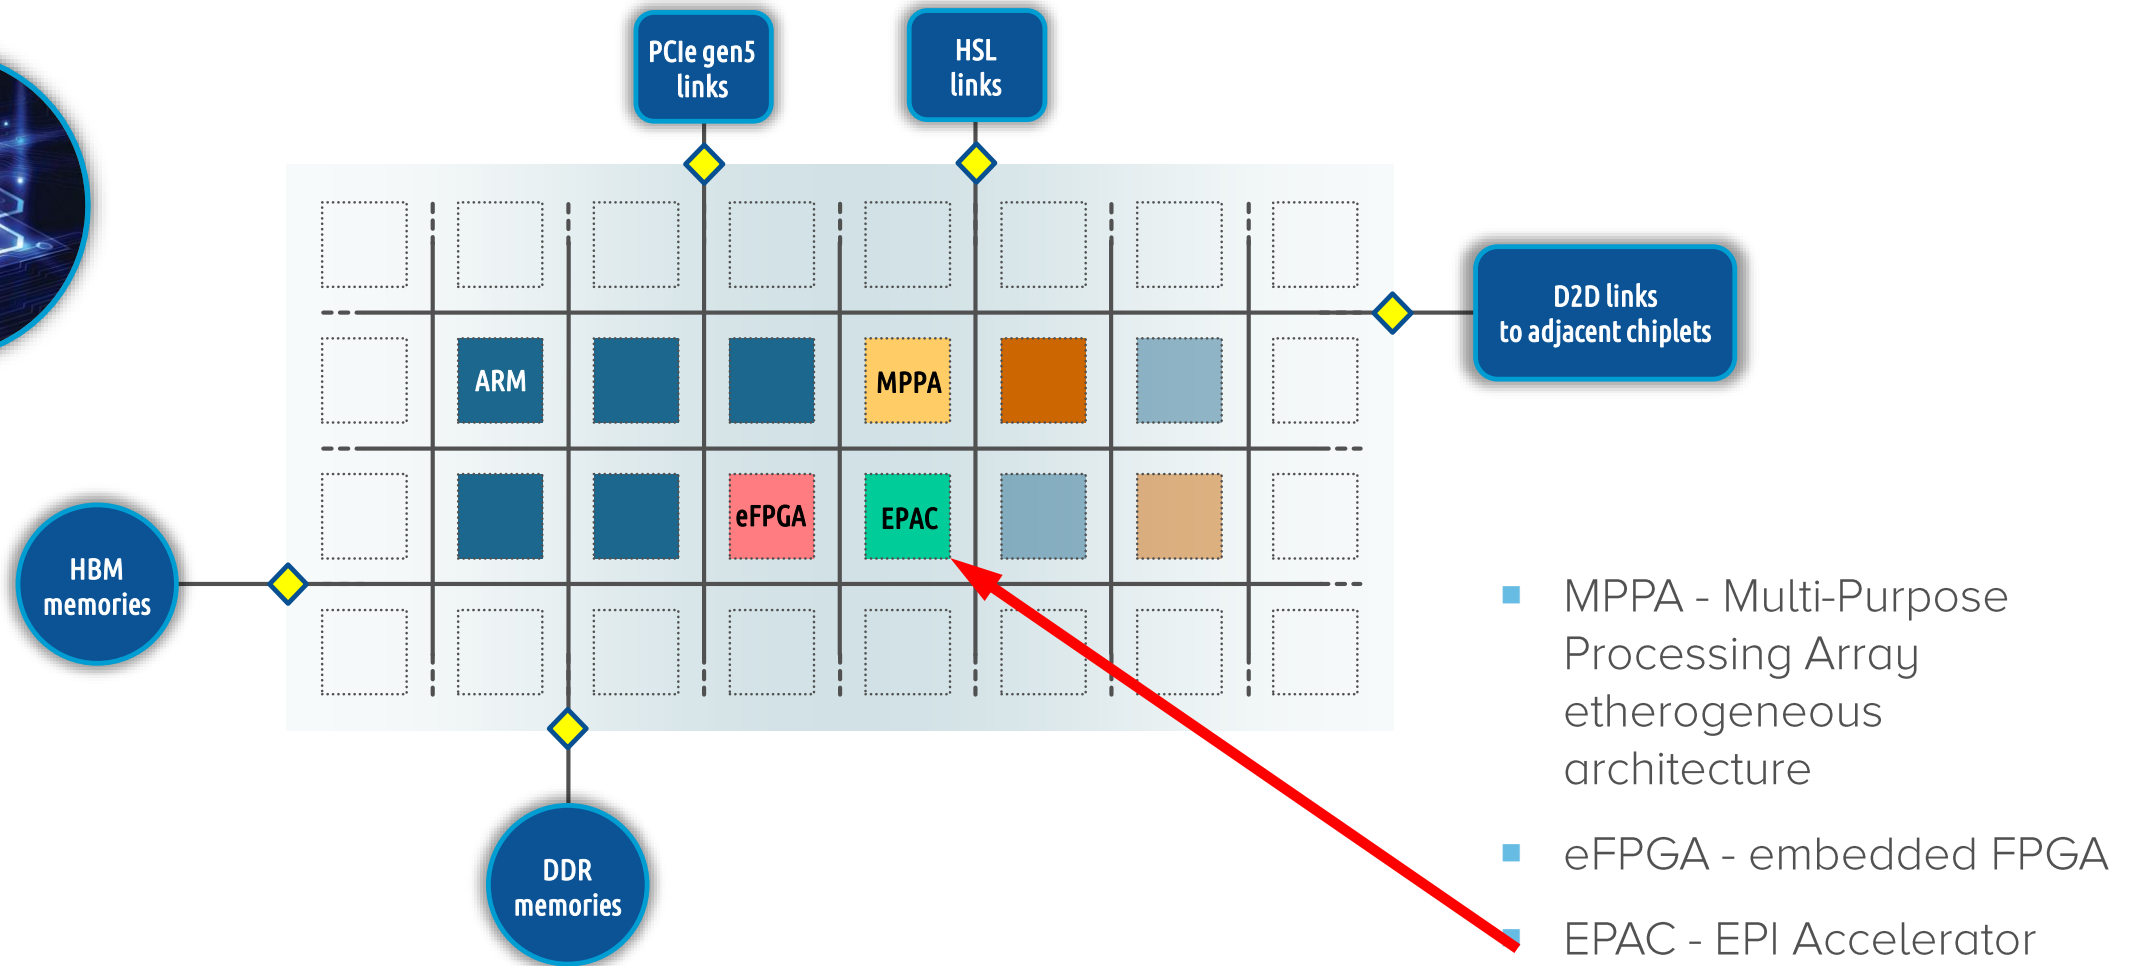 PCIe gen5
links
HSL
links
D2D links
to adjacent chiplets
ARM
MPPA
eFPGA
EPAC
HBM
memories
DDR
memories
MPPA - Multi-Purpose
Processing Array
etherogeneous
architecture
eFPGA - embedded FPGA
EPAC - EPI Accelerator